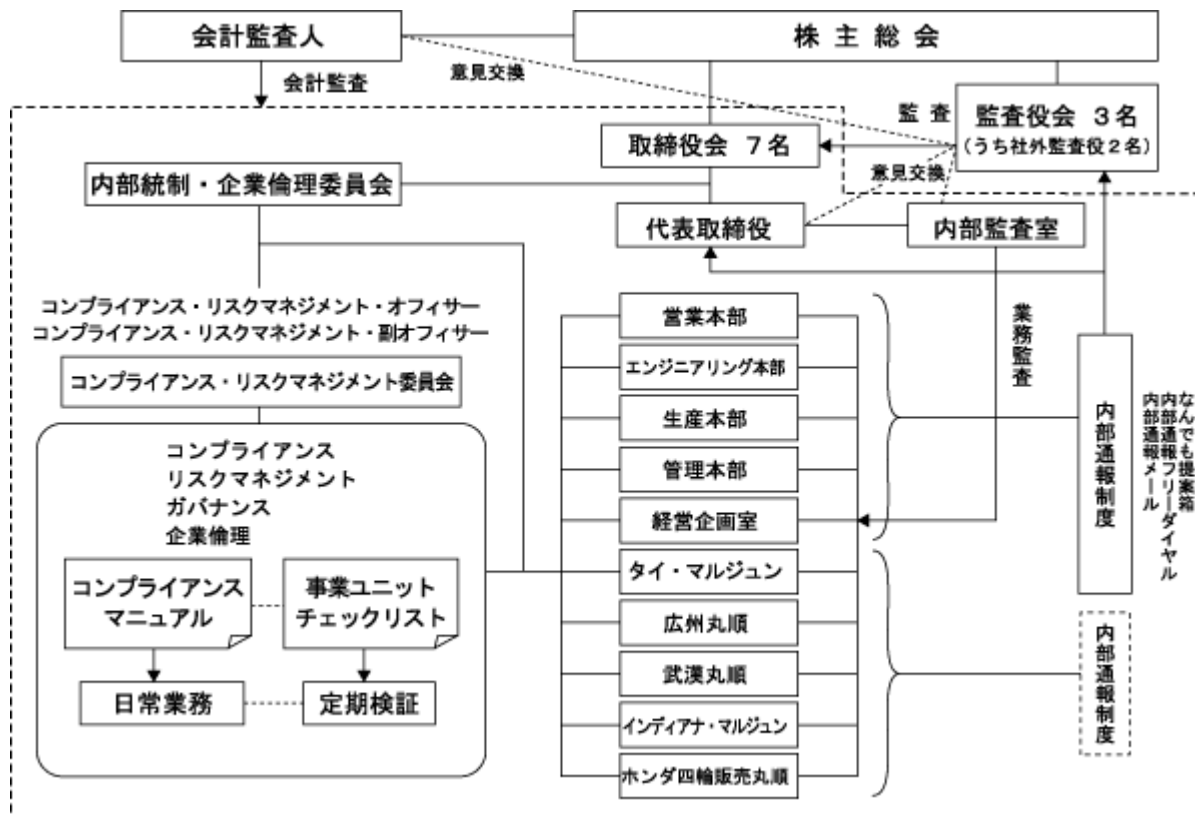 会計監査人
株 主 総 会
会計監査
意見交換
監 査
監査役会 3名
(うち社外監査役2名)
取締役会 7名
意見交換
内部統制・企業倫理委員会
代表取締役
内部監査室
コンプライアンス・リスクマネジメント・オフィサー
コンプライアンス・リスクマネジメント・副オフィサー
コンプライアンス・リスクマネジメント委員会
コンプライアンス
リスクマネジメント
ガバナンス
企業倫理
コンプライアンス
マニュアル
事業ユニット
チェックリスト
日常業務
定期検証
営業本部
エンジニアリング本部
生産本部
管理本部
経営企画室
タイ・マルジュン
広州丸順
武漢丸順
インディアナ・マルジュン
ホンダ四輪販売丸順
業務監査
内部通報制度
なんでも提案箱
内部通報フリーダイヤル
内部通報メール
内部通報制度